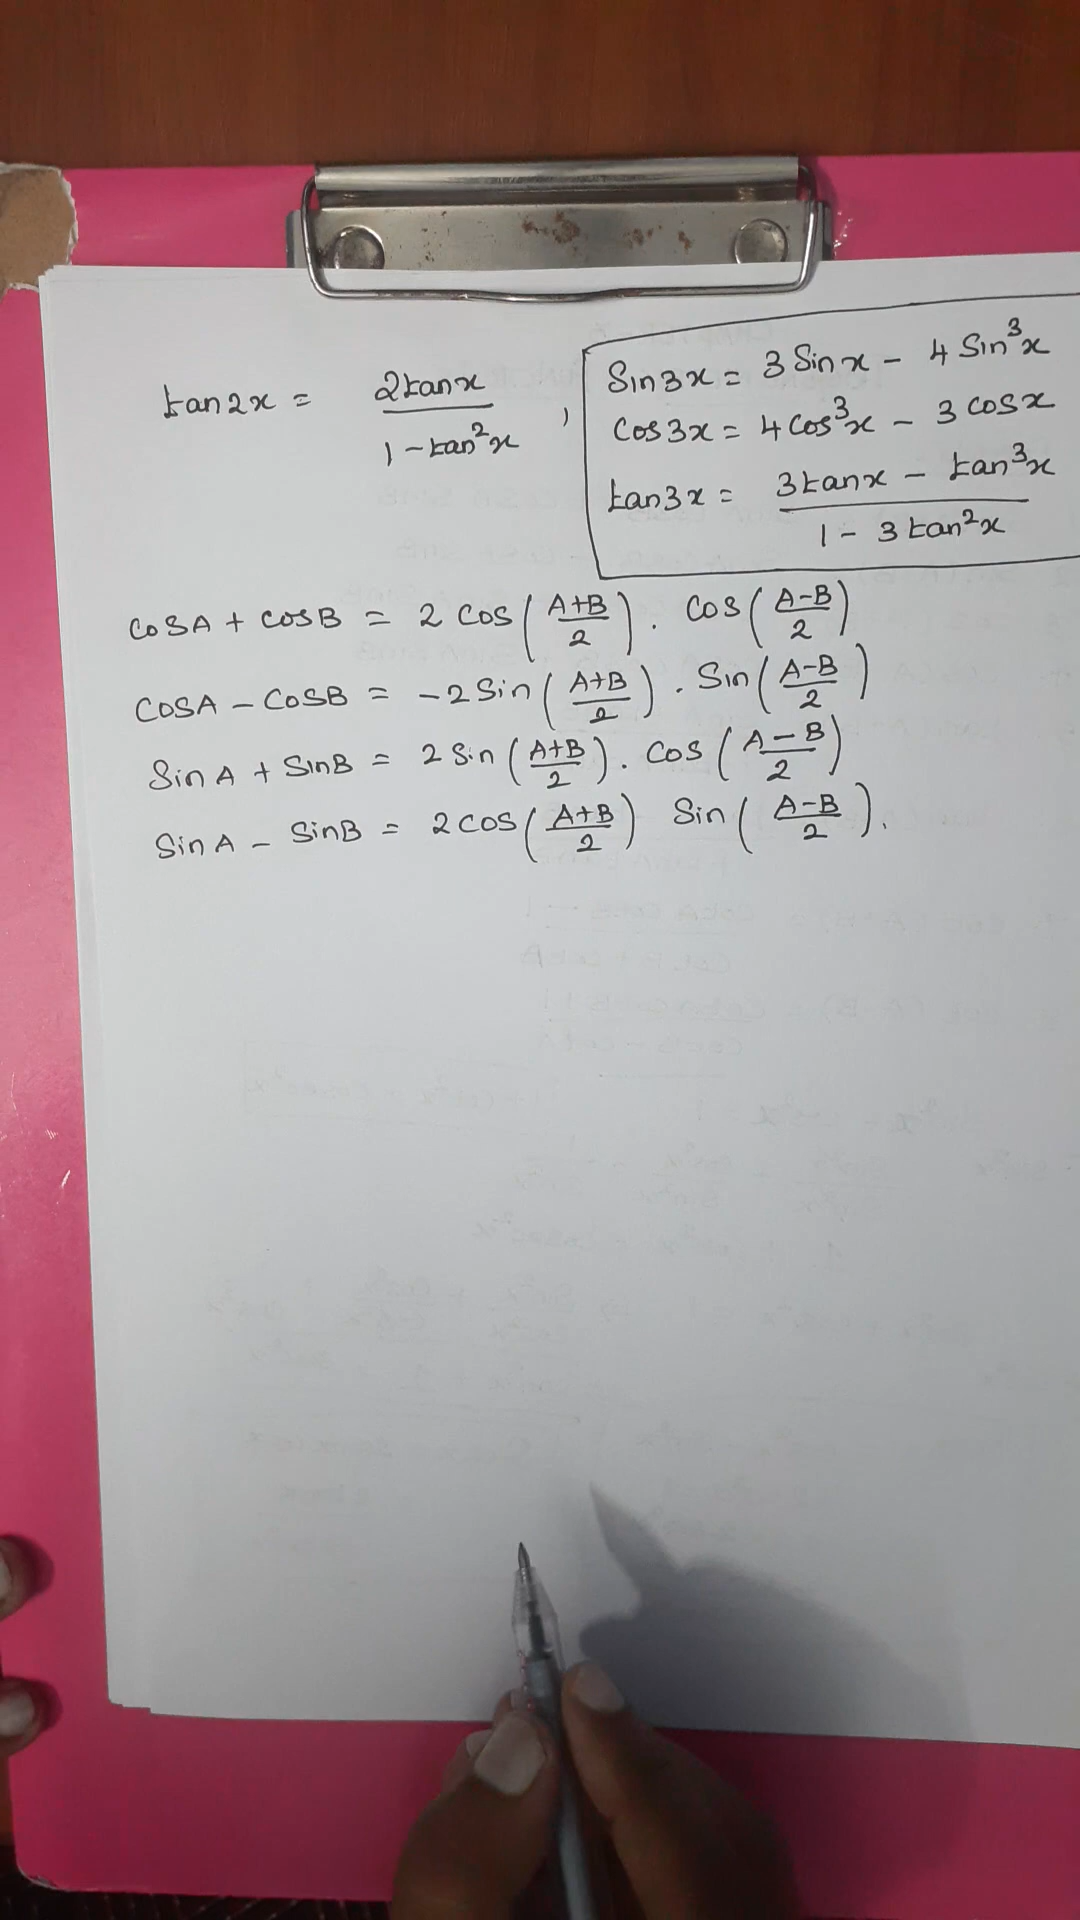 tan2x = 2tanx / 1 - tan²x ,
Sin3x = 3 Sinx - 4 Sin³x
Cos3x = 4Cos³x - 3 cosx
tan3x = 3tanx - tan³x / 1 - 3 tan²x
CosA + cosB = 2 Cos (A+B/2) . Cos (A-B/2)
CosA - CosB = -2 Sin (A+B/2) . Sin (A-B/2)
Sin A + SinB = 2 Sin (A+B/2) . Cos (A-B/2)
Sin A - SinB = 2 Cos (A+B/2) Sin (A-B/2).